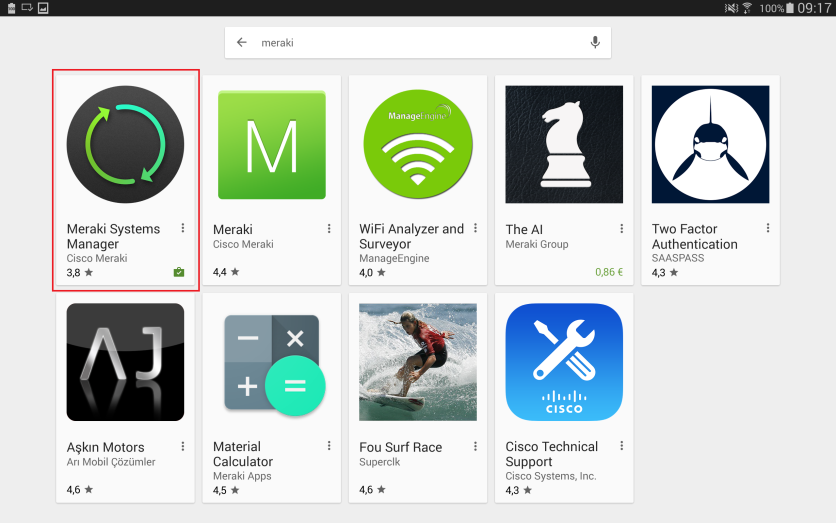 100% 09:17
meraki
M
ManageEngine
Meraki Systems
Manager
Cisco Meraki
3,8
Meraki
Cisco Meraki
4,4
WiFi Analyzer and
Surveyor
ManageEngine
4,0
The AI
Meraki Group
0,86 €
Two Factor
Authentication
SAASPASS
4,3
AJ
Aşkın Motors
Arı Mobil Çözümler
4,6
Material
Calculator
Meraki Apps
4,5
Fou Surf Race
Superclk
4,6
CISCO
Cisco Technical
Support
Cisco Systems, Inc.
4,3